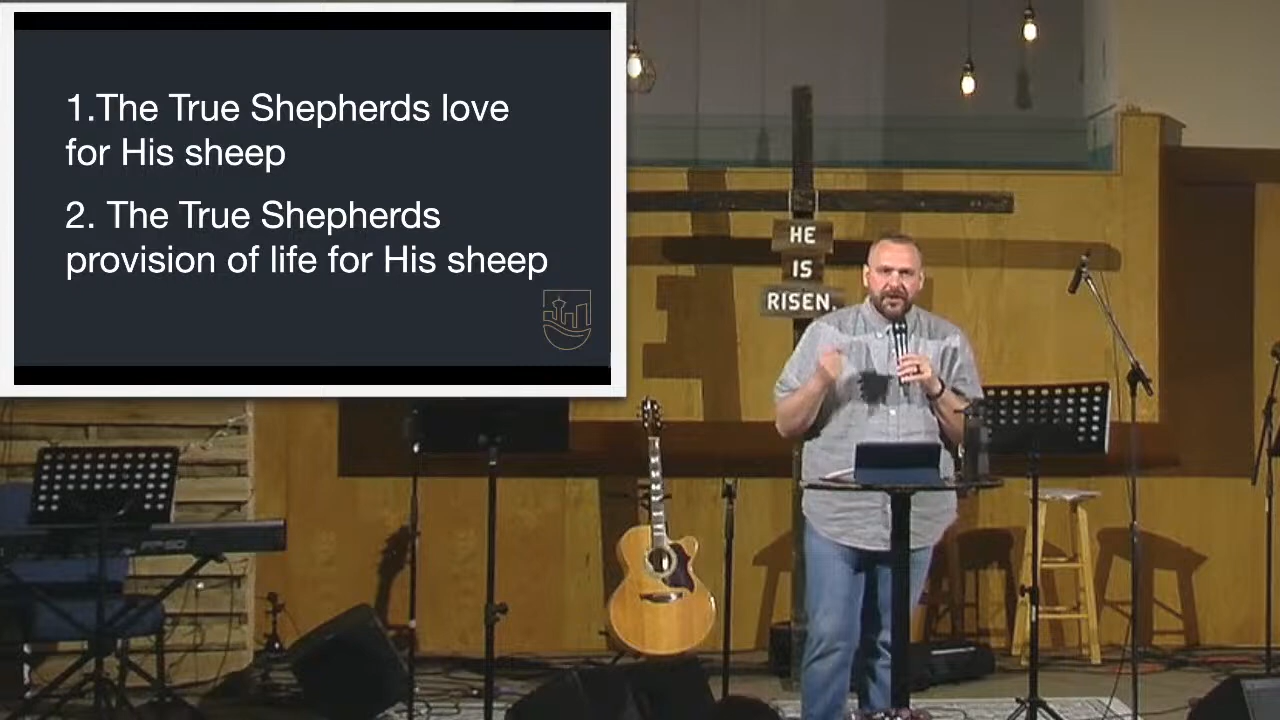 1.The True Shepherds love
for His sheep
2. The True Shepherds
provision of life for His sheep
HE
IS
RISEN.